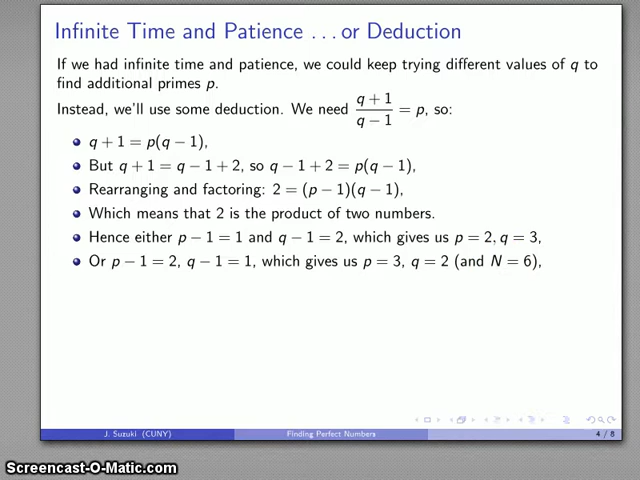 Infinite Time and Patience . . . or Deduction
If we had infinite time and patience, we could keep trying different values of q to
find additional primes p.
Instead, we'll use some deduction. We need (q + 1)/(q − 1) = p, so:
q + 1 = p(q − 1),
But q + 1 = q − 1 + 2, so q − 1 + 2 = p(q − 1),
Rearranging and factoring: 2 = (p − 1)(q − 1),
Which means that 2 is the product of two numbers.
Hence either p − 1 = 1 and q − 1 = 2, which gives us p = 2, q = 3,
Or p − 1 = 2, q − 1 = 1, which gives us p = 3, q = 2 (and N = 6),
J. Suzuki (CUNY) Finding Perfect Numbers 4 / 8
Screencast-O-Matic.com